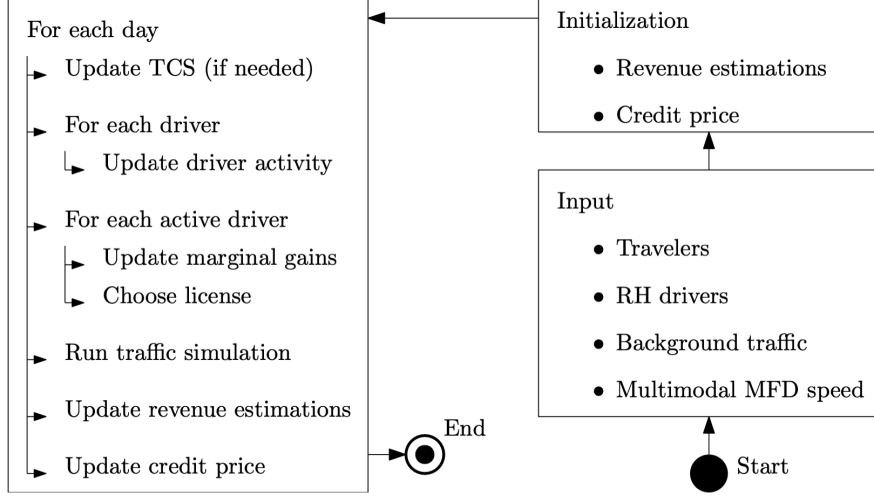 For each day
Update TCS (if needed)
For each driver
Update driver activity
For each active driver
Update marginal gains
Choose license
Run traffic simulation
Update revenue estimations
Update credit price
End
Initialization
• Revenue estimations
• Credit price
Input
• Travelers
• RH drivers
• Background traffic
• Multimodal MFD speed
Start